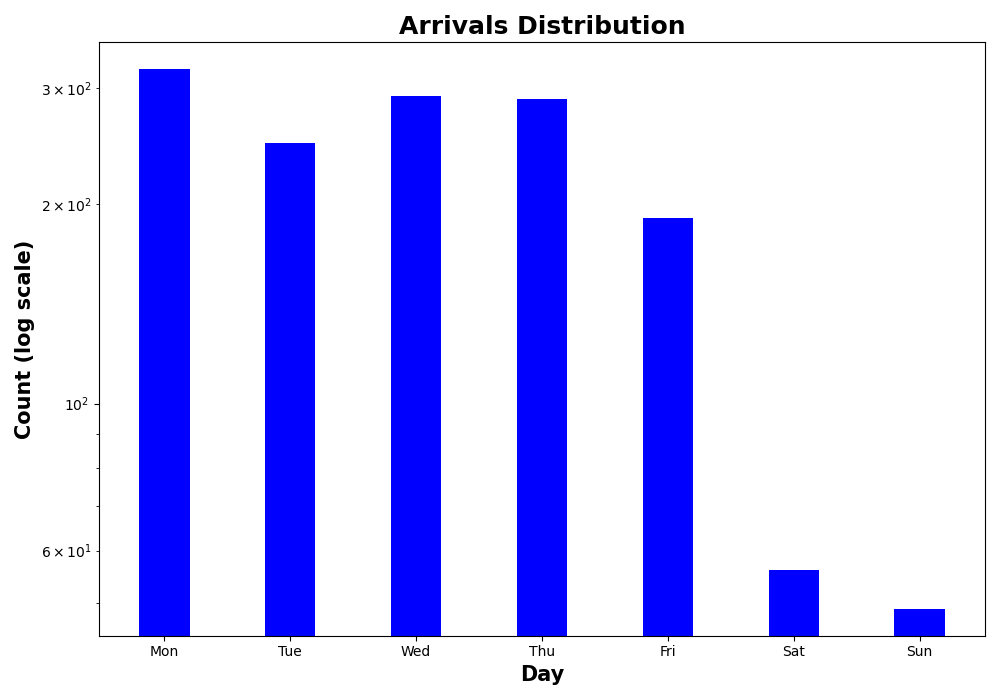 Arrivals Distribution
Count (log scale)
3 × 10²
2 × 10²
10²
6 × 10¹
Mon Tue Wed Thu Fri Sat Sun
Day